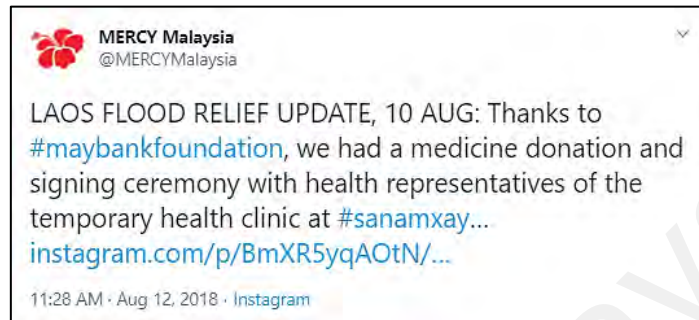 MERCY Malaysia
@MERCYMalaysia
LAOS FLOOD RELIEF UPDATE, 10 AUG: Thanks to
#maybankfoundation, we had a medicine donation and
signing ceremony with health representatives of the
temporary health clinic at #sanamxay...
instagram.com/p/BmXR5yqAOtN/...
11:28 AM · Aug 12, 2018 · Instagram